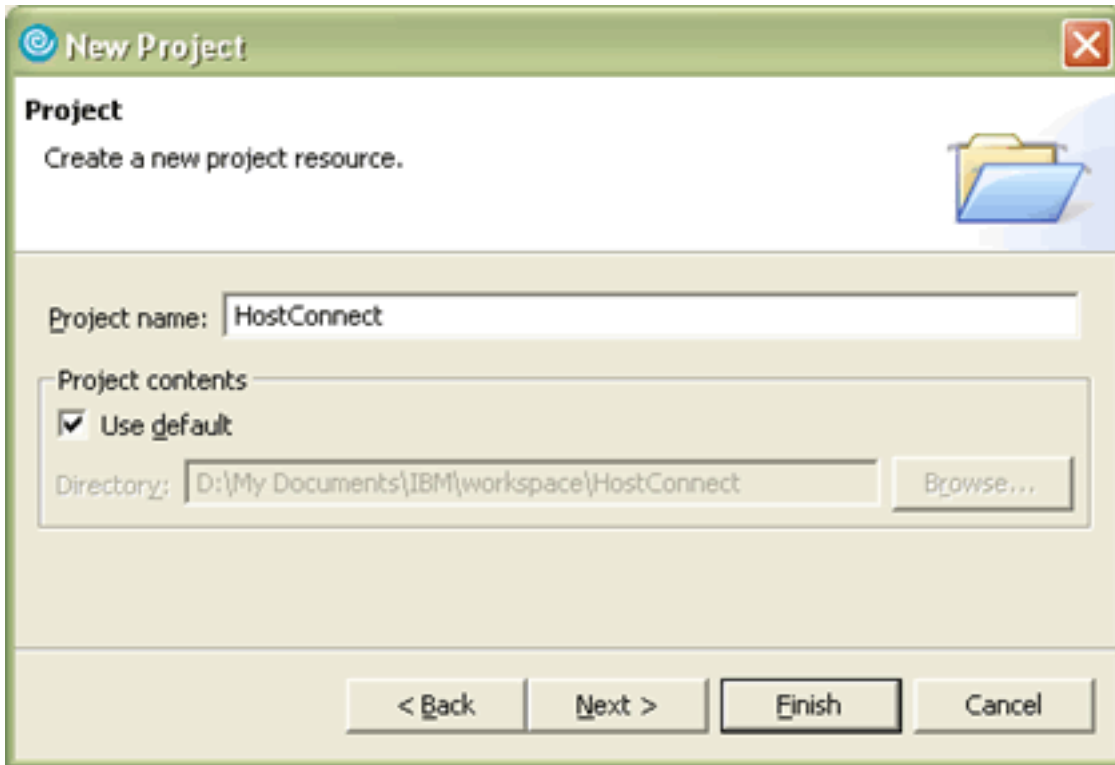 New Project
Project
Create a new project resource.
Project name: HostConnect
Project contents
Use default
Directory: D:\My Documents\IBM\workspace\HostConnect Browse...
< Back Next > Finish Cancel